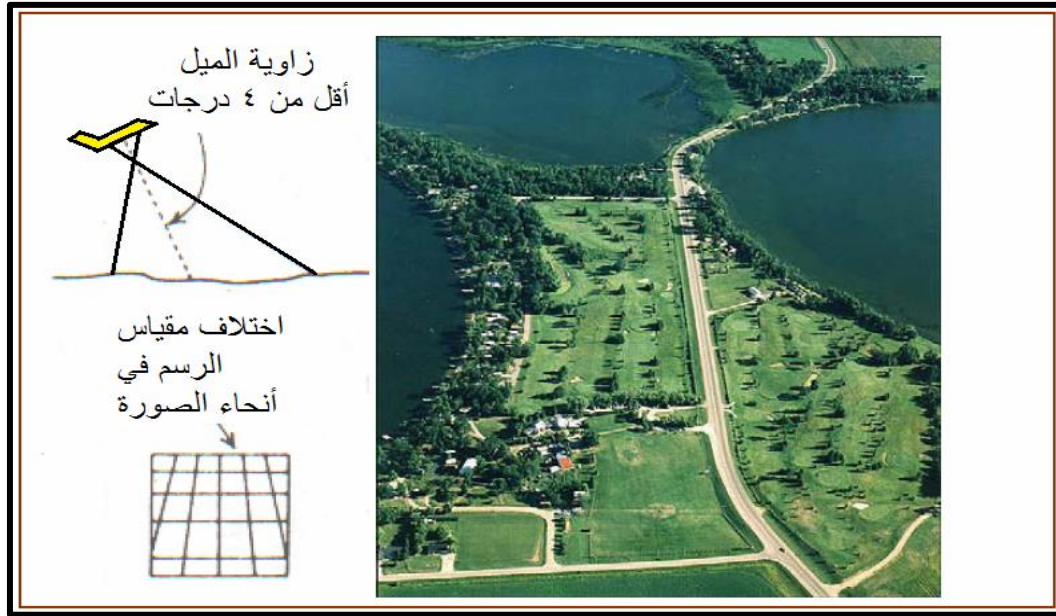 زاوية الميل
أقل من ٤ درجات
اختلاف مقياس
الرسم في
أنحاء الصورة